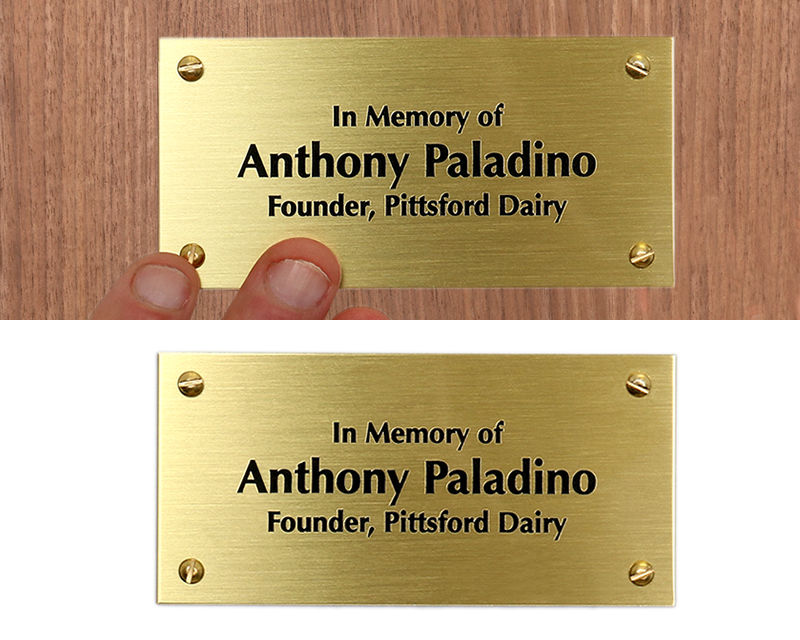 In Memory of
Anthony Paladino
Founder, Pittsford Dairy
In Memory of
Anthony Paladino
Founder, Pittsford Dairy